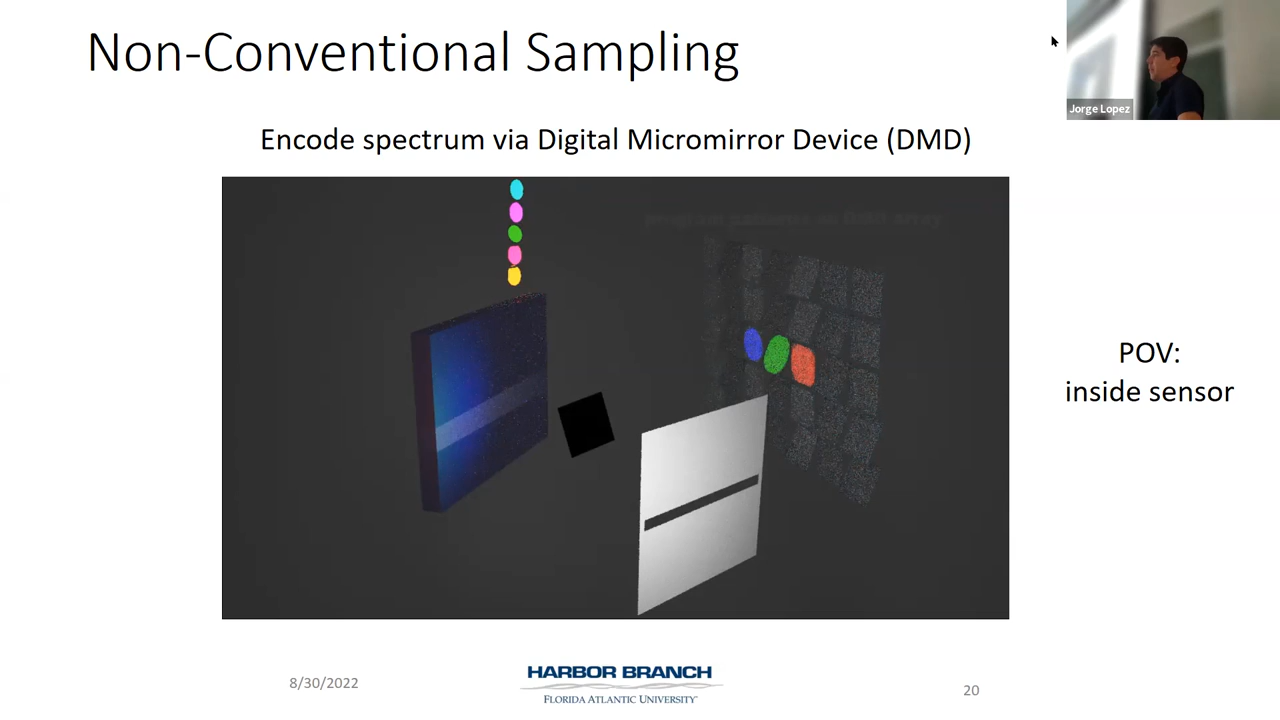 Non-Conventional Sampling
Jorge Lopez
Encode spectrum via Digital Micromirror Device (DMD)
POV:
inside sensor
8/30/2022
HARBOR BRANCH
FLORIDA ATLANTIC UNIVERSITY
20